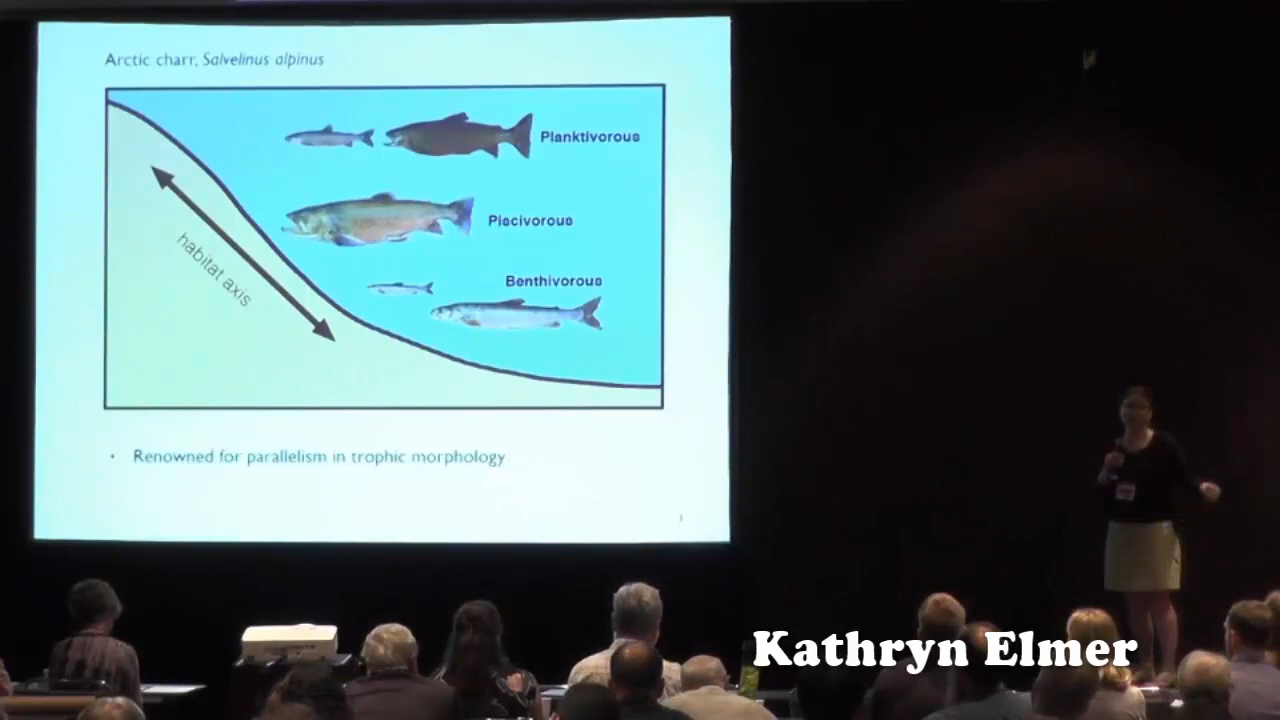 Arctic charr, Salvelinus alpinus
Planktivorous
Piscivorous
habitat axis
Benthivorous
• Renowned for parallelism in trophic morphology
Kathryn Elmer